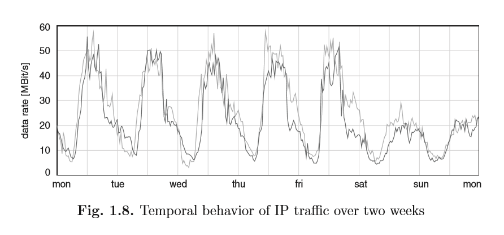 60
50
40
30
20
10
0
data rate [MBit/s]
mon tue wed thu fri sat sun mon
Fig. 1.8. Temporal behavior of IP traffic over two weeks